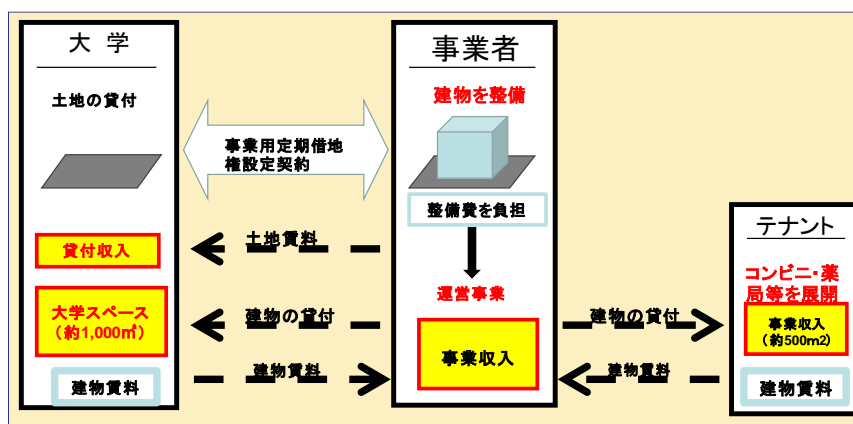 大 学
土地の貸付
貸付収入
大学スペース
（約1,000㎡）
建物賃料
事業用定期借地
権設定契約
土地賃料
建物の貸付
建物賃料
事業者
建物を整備
整備費を負担
運営事業
事業収入
建物の貸付
建物賃料
テナント
コンビニ・薬
局等を展開
事業収入
（約500m2）
建物賃料